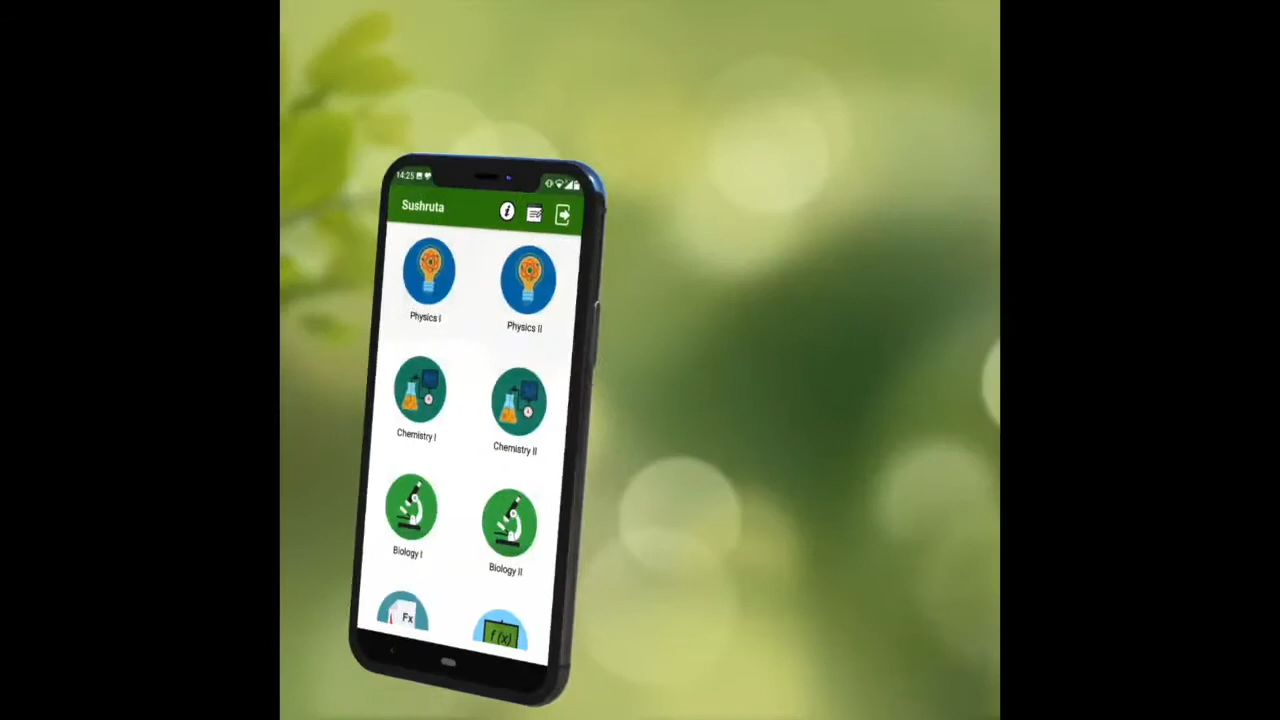 14:25
Sushruta
Physics I
Physics II
Chemistry I
Chemistry II
Biology I
Biology II
Fx
f(x)